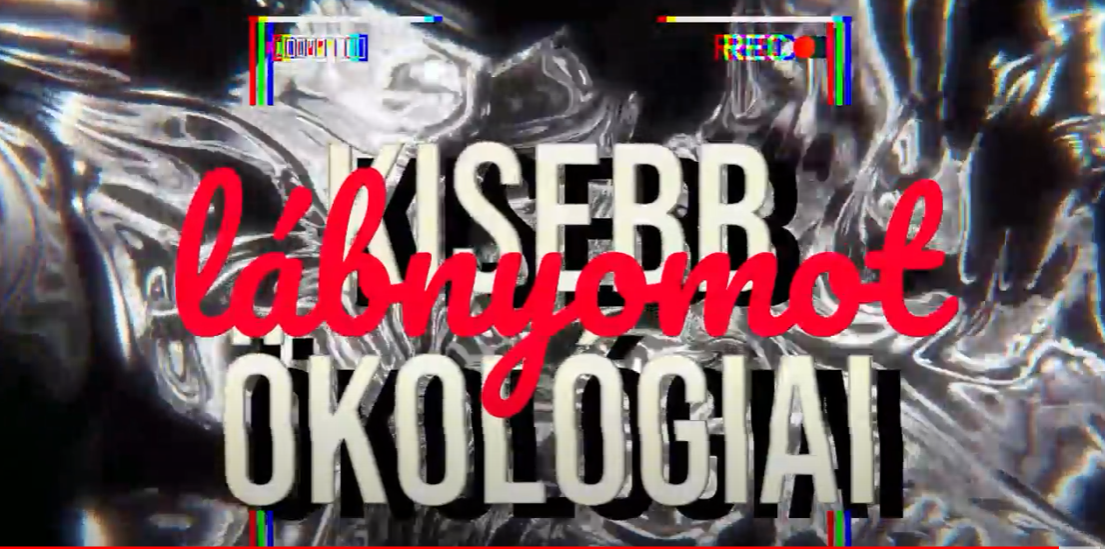 REC
KISEBB
lábnyomot
ÖKOLÓGIAI